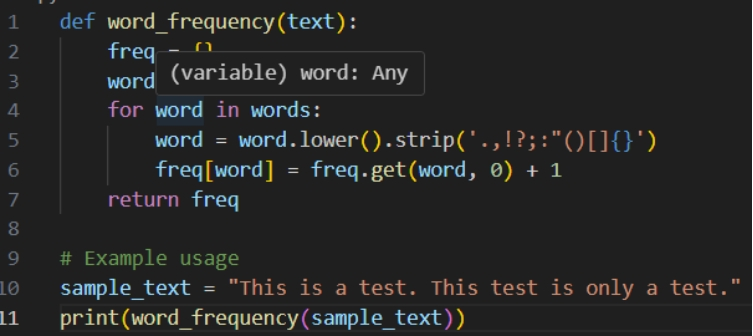 1 def word_frequency(text):
2     freq = {}
3     word
(variable) word: Any
4     for word in words:
5         word = word.lower().strip('.,!?;:"()[]{}')
6         freq[word] = freq.get(word, 0) + 1
7     return freq
8
9 # Example usage
10 sample_text = "This is a test. This test is only a test."
11 print(word_frequency(sample_text))